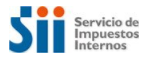 Sii Servicio de
Impuestos
Internos